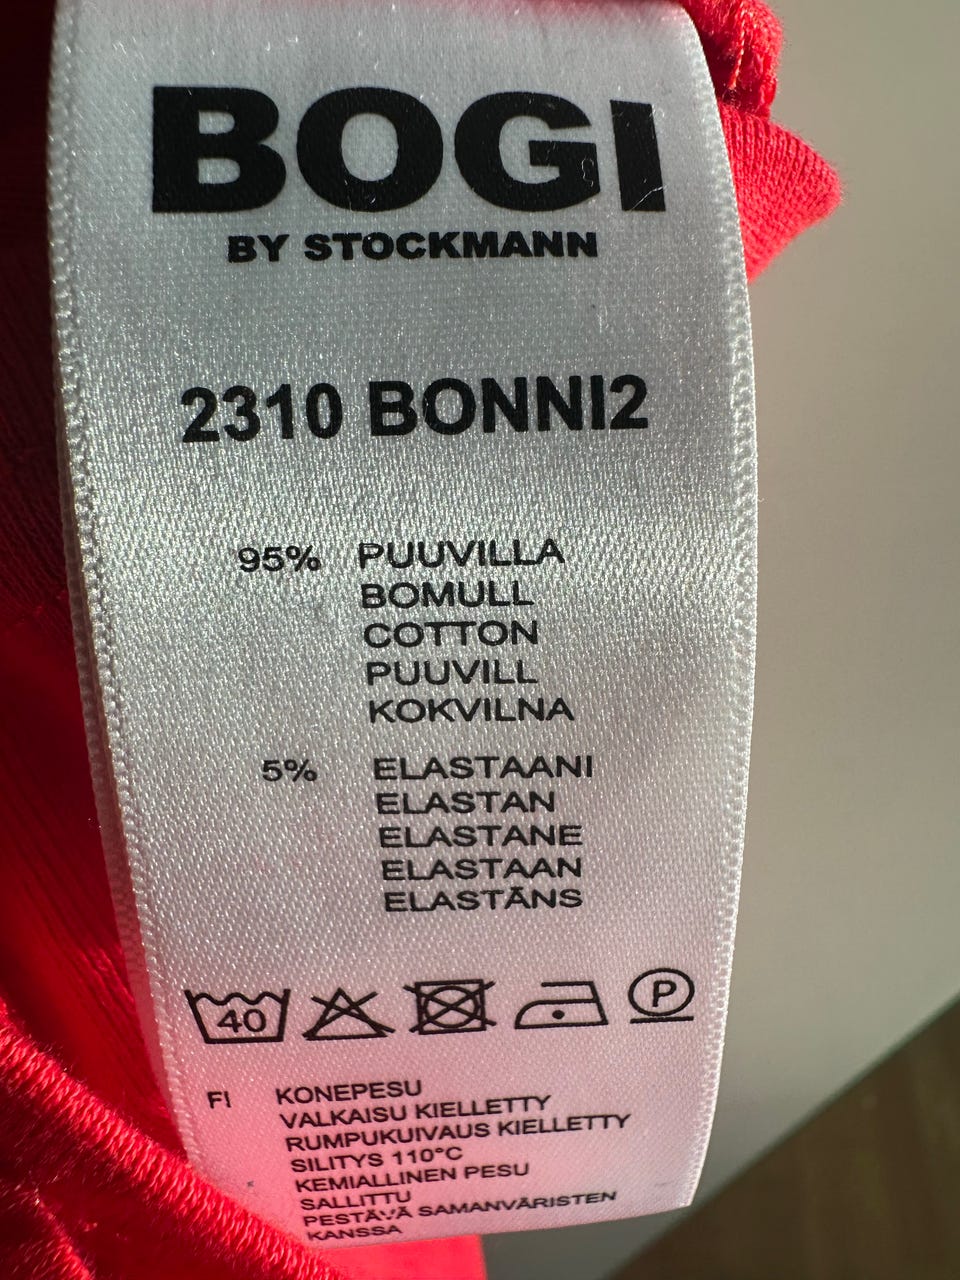 BOGI
BY STOCKMANN
2310 BONNI2
95% PUUVILLA
BOMULL
COTTON
PUUVILL
KOKVILNA
5% ELASTAANI
ELASTAN
ELASTANE
ELASTAAN
ELASTĀNS
40 P
FI KONEPESU
VALKAISU KIELLETTY
RUMPUKUIVAUS KIELLETTY
SILITYS 110°C
KEMIALLINEN PESU
SALLITTU
PESTÄVÄ SAMANVÄRISTEN
KANSSA